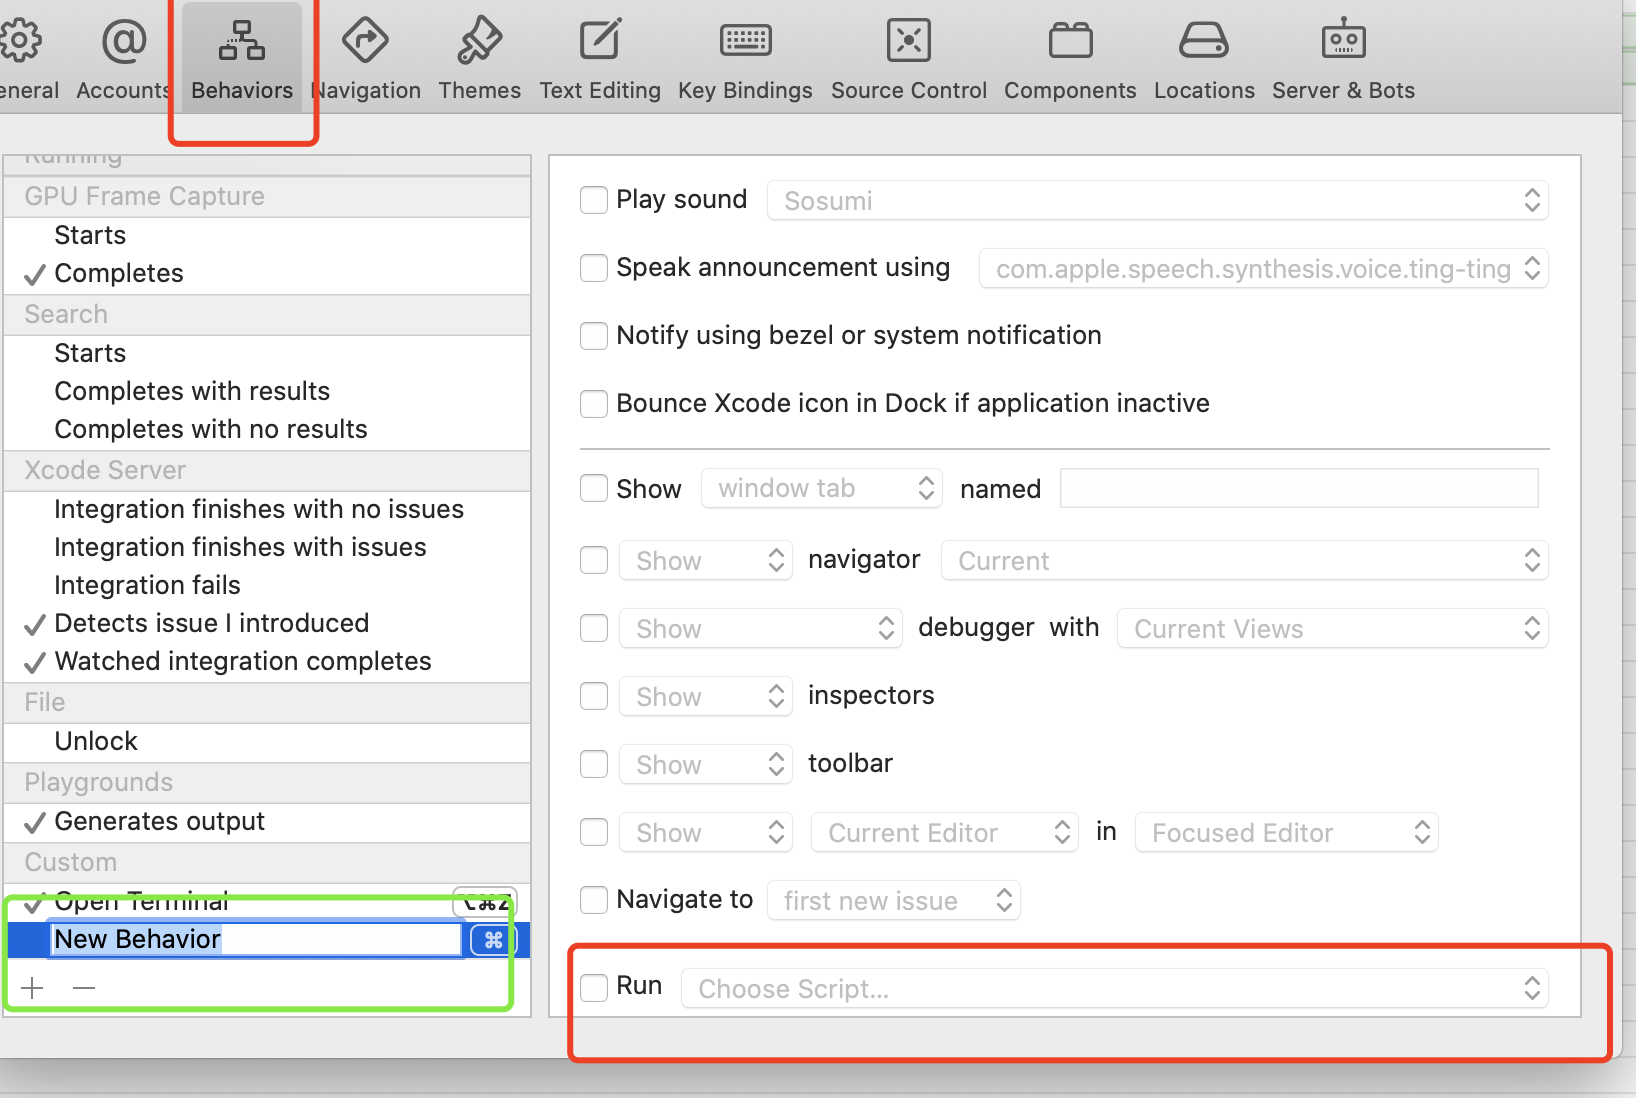 eneral Accounts Behaviors Navigation Themes Text Editing Key Bindings Source Control Components Locations Server & Bots
Running
GPU Frame Capture
Starts
Completes
Search
Starts
Completes with results
Completes with no results
Xcode Server
Integration finishes with no issues
Integration finishes with issues
Integration fails
Detects issue I introduced
Watched integration completes
File
Unlock
Playgrounds
Generates output
Custom
Open Terminal ⌥⌘Z
New Behavior ⌘
Play sound Sosumi
Speak announcement using com.apple.speech.synthesis.voice.ting-ting
Notify using bezel or system notification
Bounce Xcode icon in Dock if application inactive
Show window tab named
Show navigator Current
Show debugger with Current Views
Show inspectors
Show toolbar
Show Current Editor in Focused Editor
Navigate to first new issue
Run Choose Script...